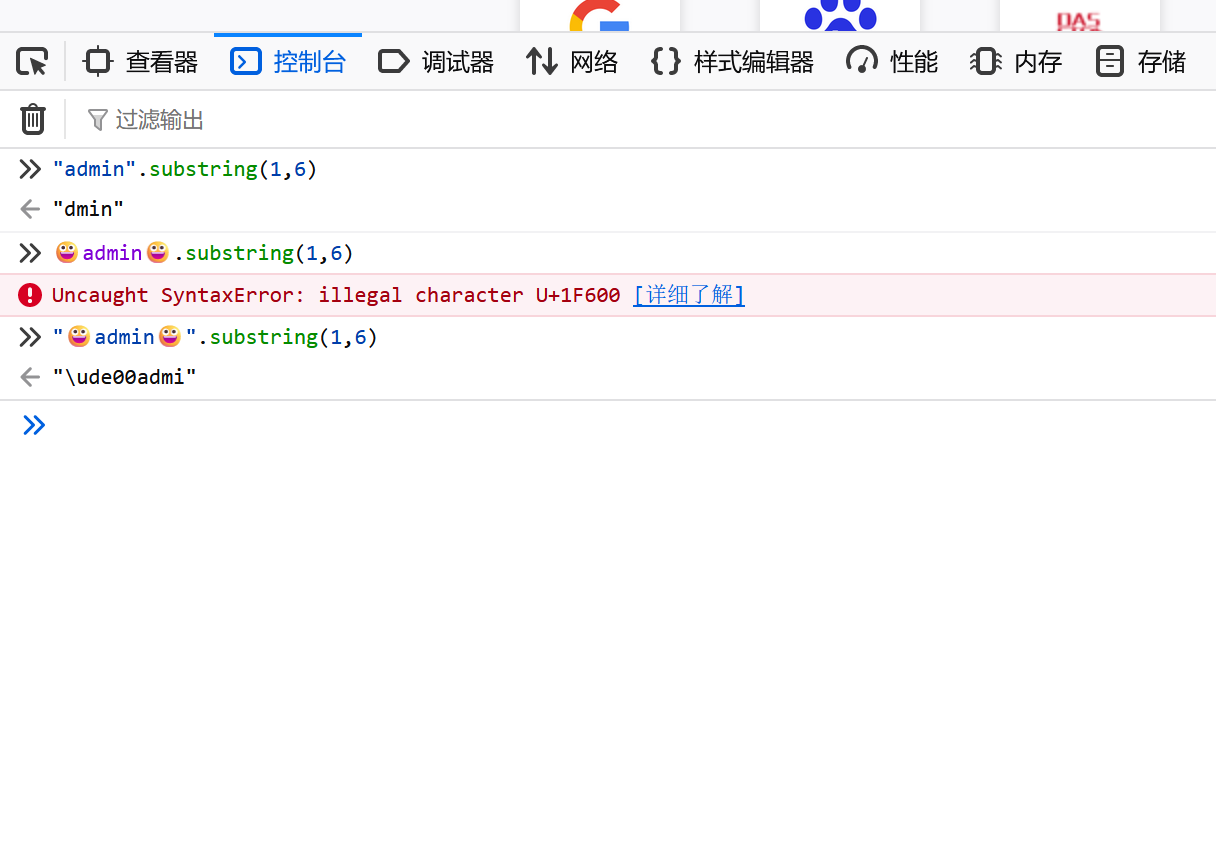 DAS
查看器 控制台 调试器 网络 样式编辑器 性能 内存 存储
过滤输出
"admin".substring(1,6)
"dmin"
😀admin😀.substring(1,6)
Uncaught SyntaxError: illegal character U+1F600 [详细了解]
"😀admin😀".substring(1,6)
"\ude00admi"